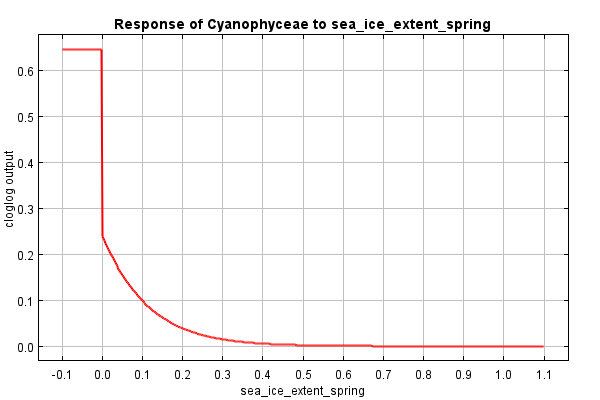 Response of Cyanophyceae to sea_ice_extent_spring
cloglog output
0.6
0.5
0.4
0.3
0.2
0.1
0.0
-0.1 0.0 0.1 0.2 0.3 0.4 0.5 0.6 0.7 0.8 0.9 1.0 1.1
sea_ice_extent_spring